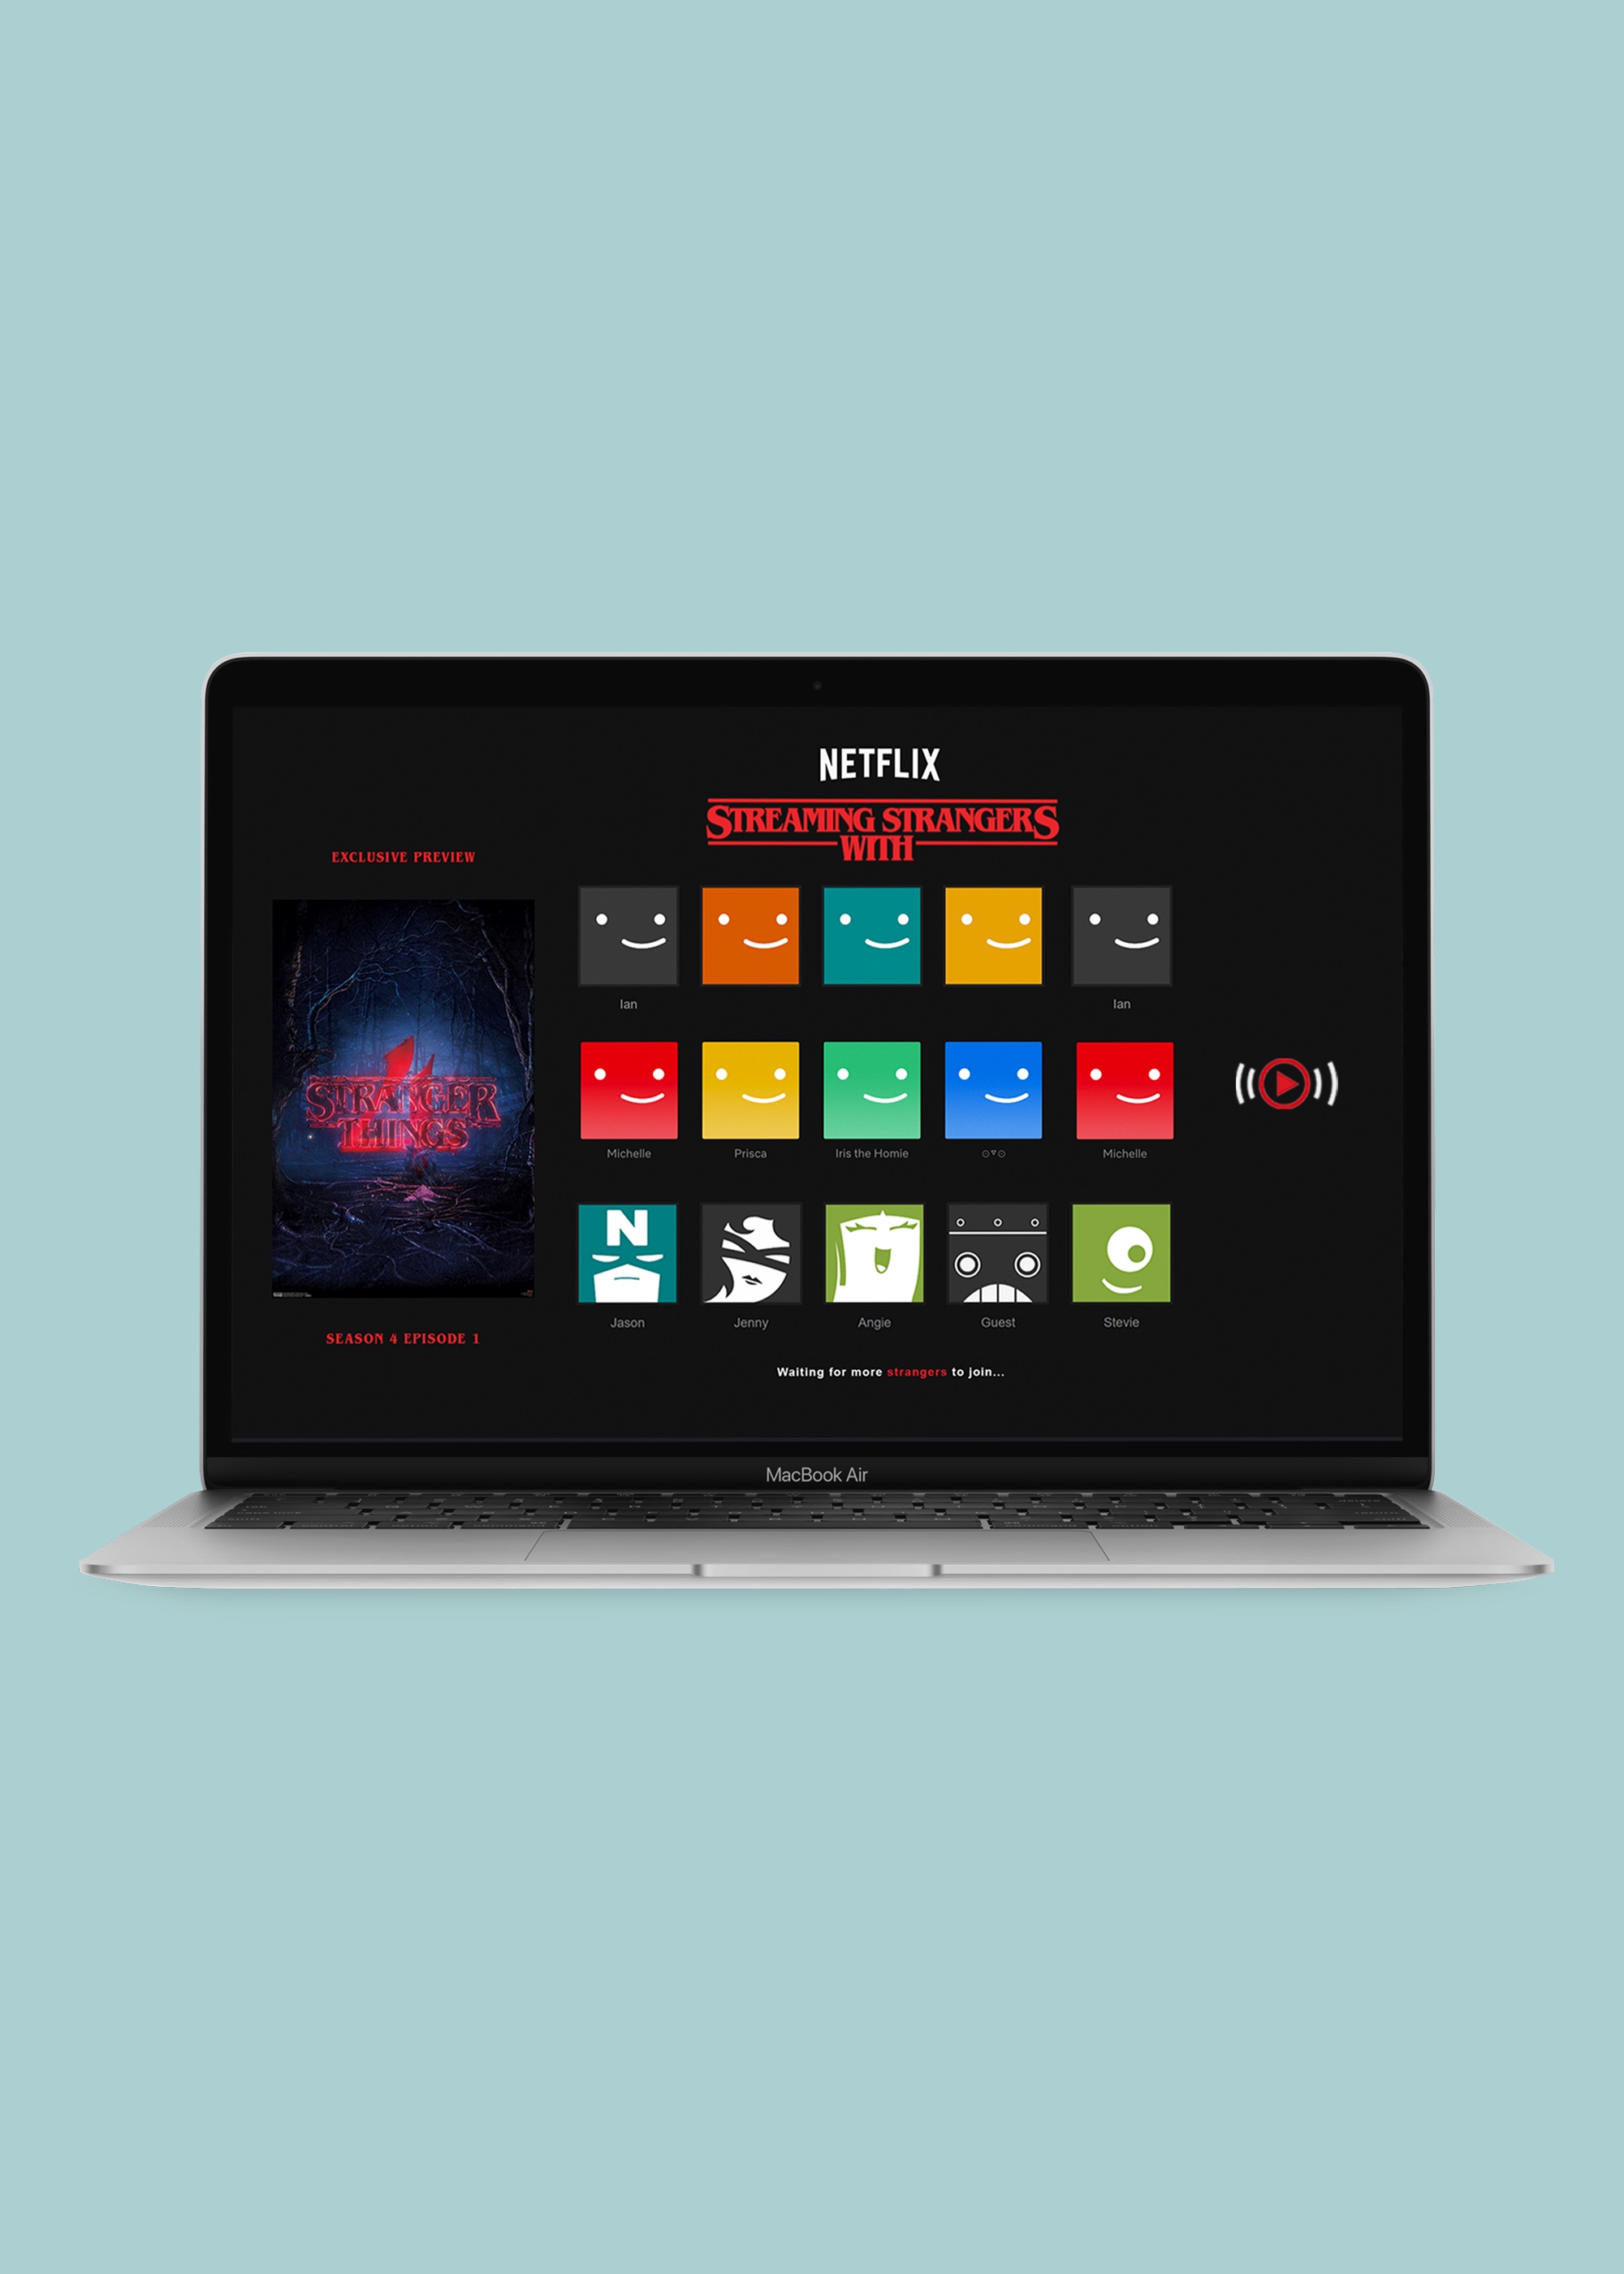 NETFLIX
STREAMING STRANGERS
WITH
EXCLUSIVE PREVIEW
STRANGER
THINGS
SEASON 4 EPISODE 1
Ian
Ian
Michelle
Prisca
Iris the Homie
⊙▽⊙
Michelle
N
Jason
Jenny
Angie
Guest
Stevie
Waiting for more strangers to join...
MacBook Air